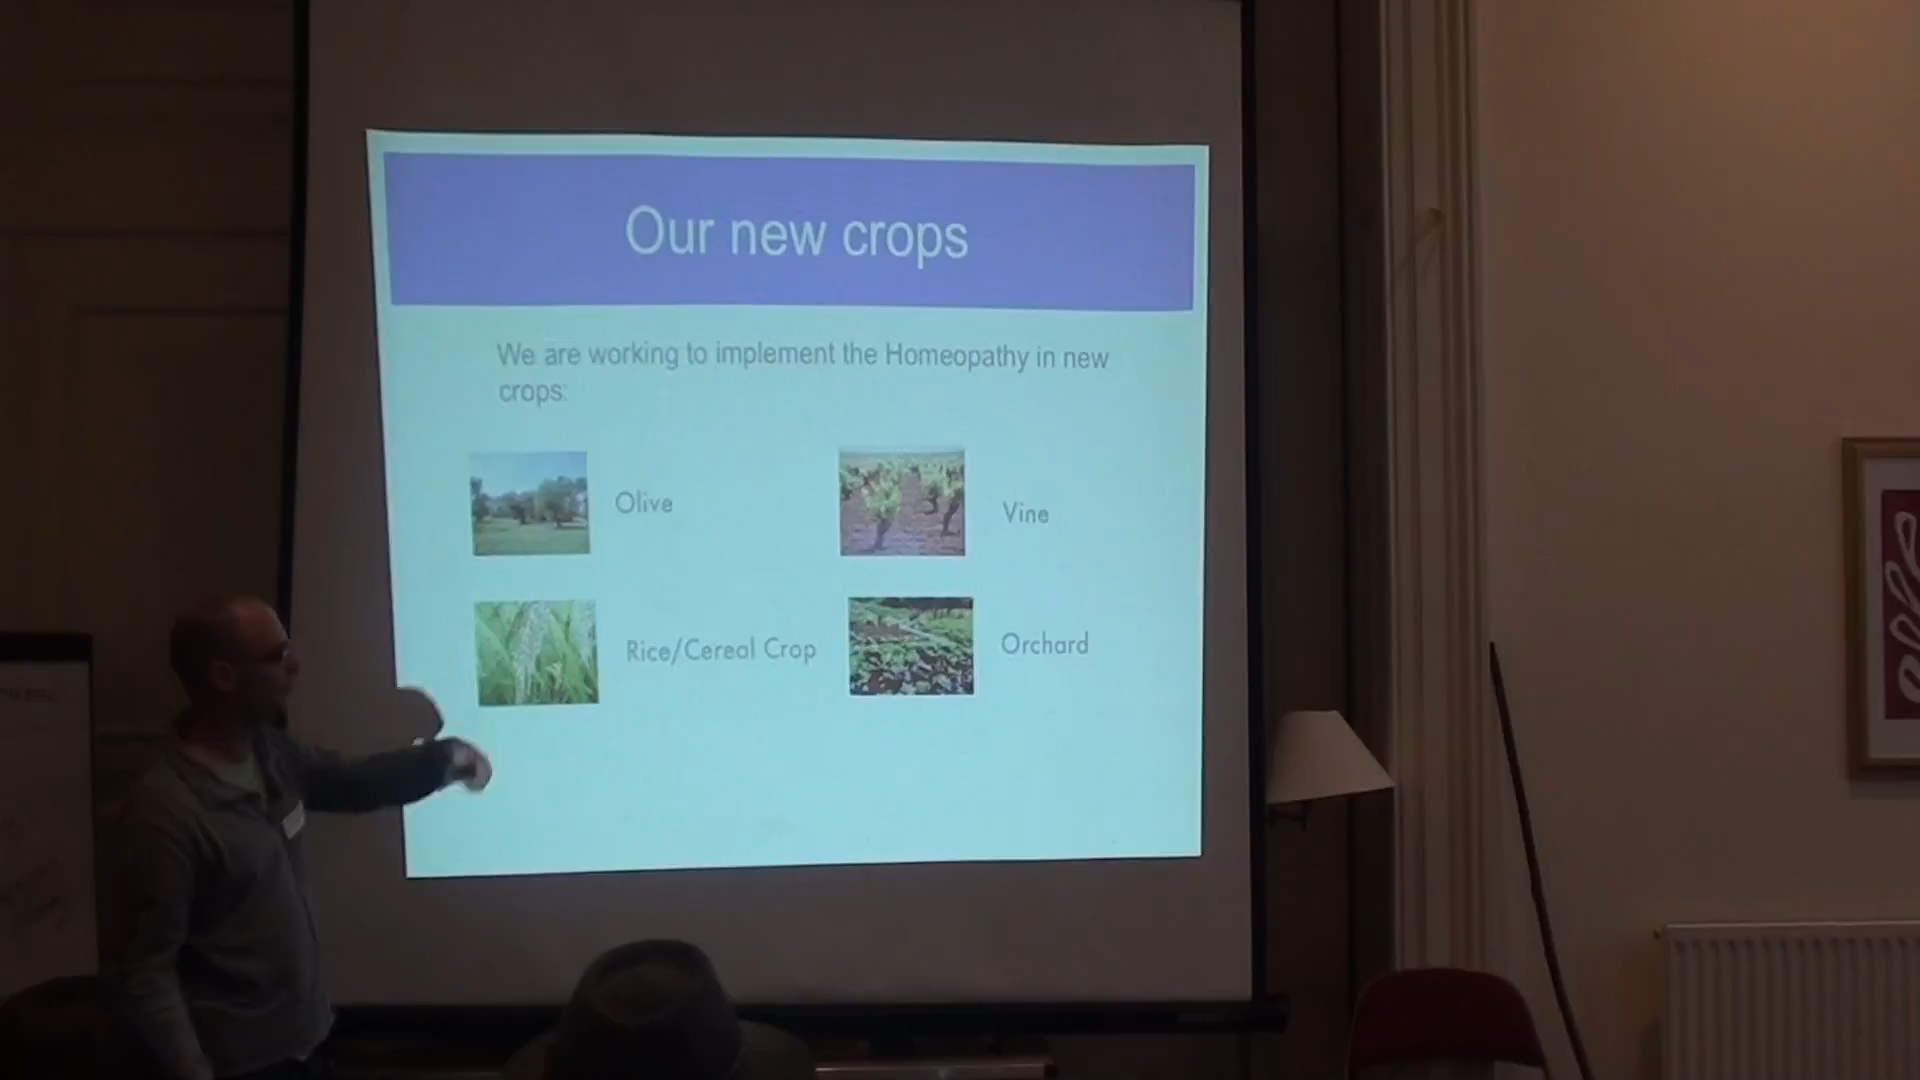 Our new crops
We are working to implement the Homeopathy in new
crops:
Olive
Vine
Rice/Cereal Crop
Orchard